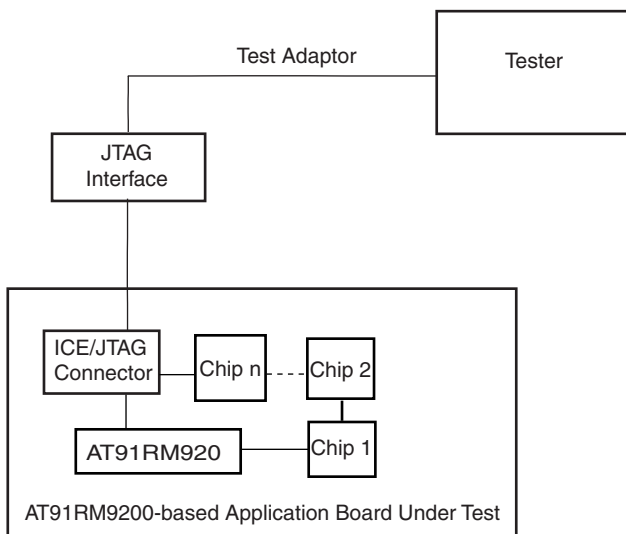 Test Adaptor
Tester
JTAG
Interface
ICE/JTAG
Connector
Chip n
Chip 2
AT91RM920
Chip 1
AT91RM9200-based Application Board Under Test